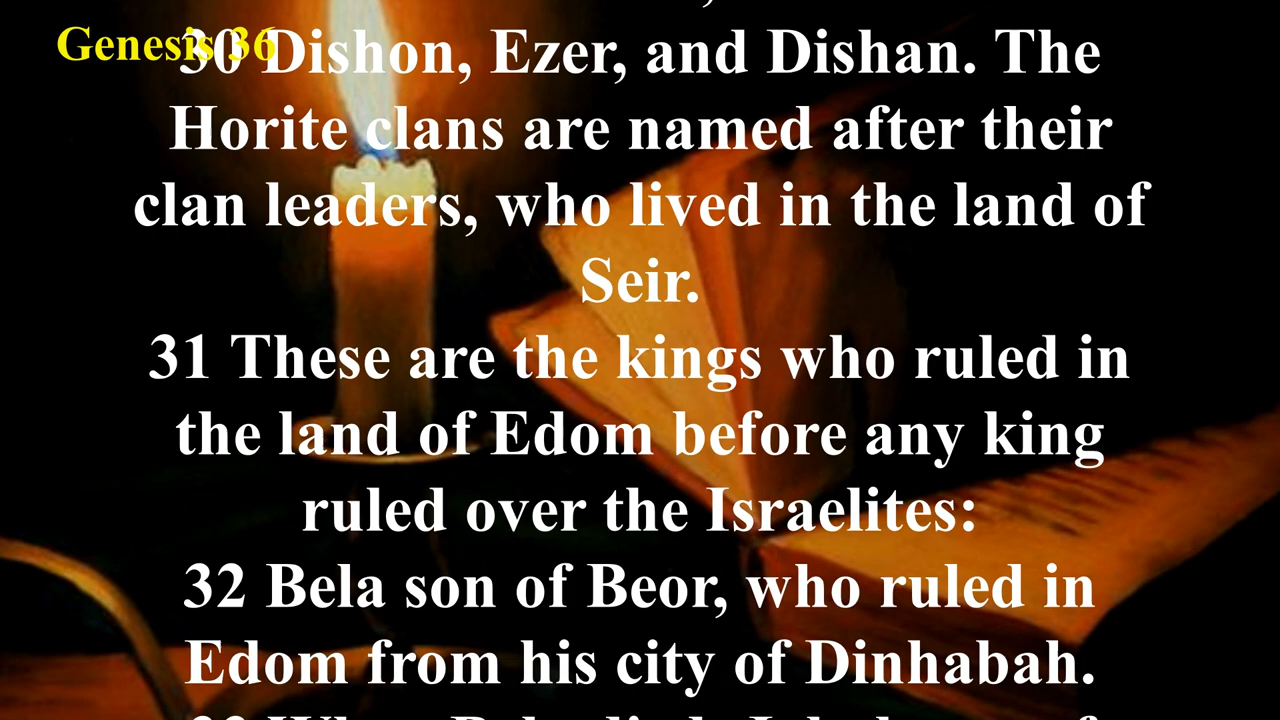 Genesis 36
30 Dishon, Ezer, and Dishan. The
Horite clans are named after their
clan leaders, who lived in the land of
Seir.
31 These are the kings who ruled in
the land of Edom before any king
ruled over the Israelites:
32 Bela son of Beor, who ruled in
Edom from his city of Dinhabah.